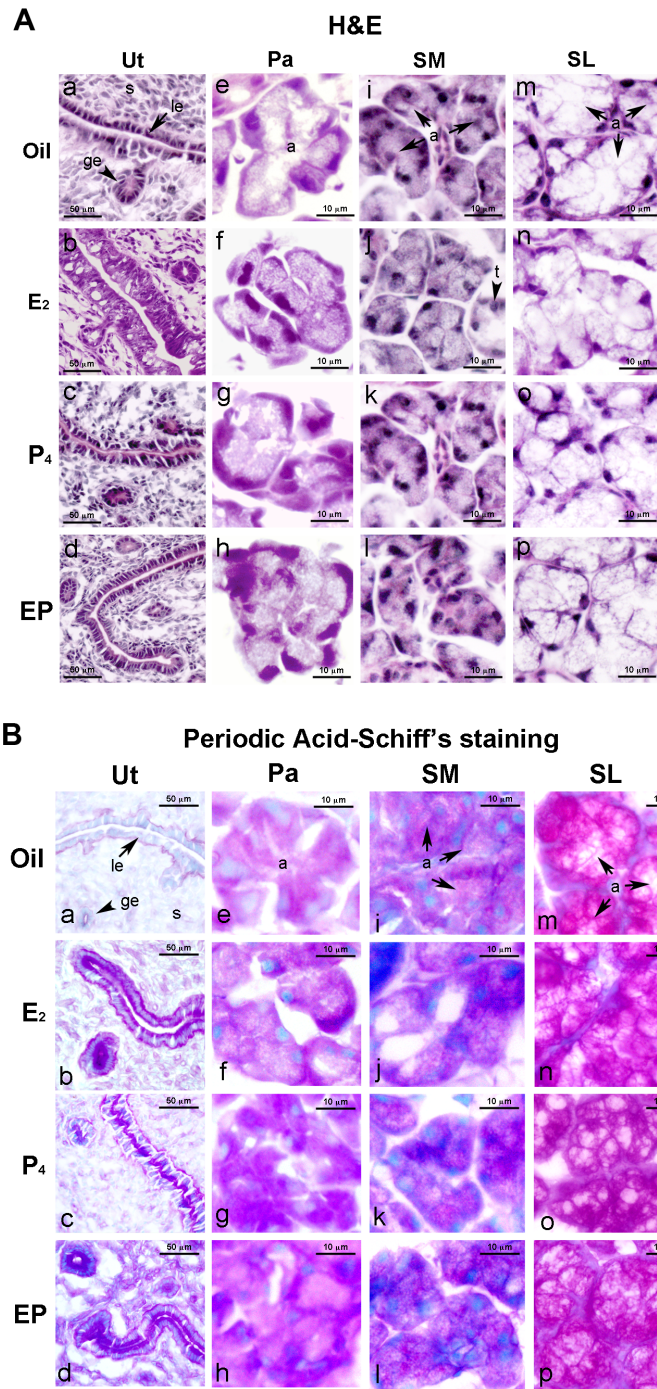 A
H&E
Ut Pa SM SL
Oil
a s le ge 50 µm
e a 10 µm
i a 10 µm
m a 10 µm
E2
b 50 µm
f 10 µm
j t 10 µm
n 10 µm
P4
c 50 µm
g 10 µm
k 10 µm
o 10 µm
EP
d 50 µm
h 10 µm
l 10 µm
p 10 µm
B
Periodic Acid-Schiff's staining
Ut Pa SM SL
Oil
50 µm le ge s a
10 µm a e
10 µm a i
a m
E2
50 µm b
10 µm f
10 µm j
n
P4
50 µm c
10 µm g
10 µm k
o
EP
50 µm d
10 µm h
10 µm l
p